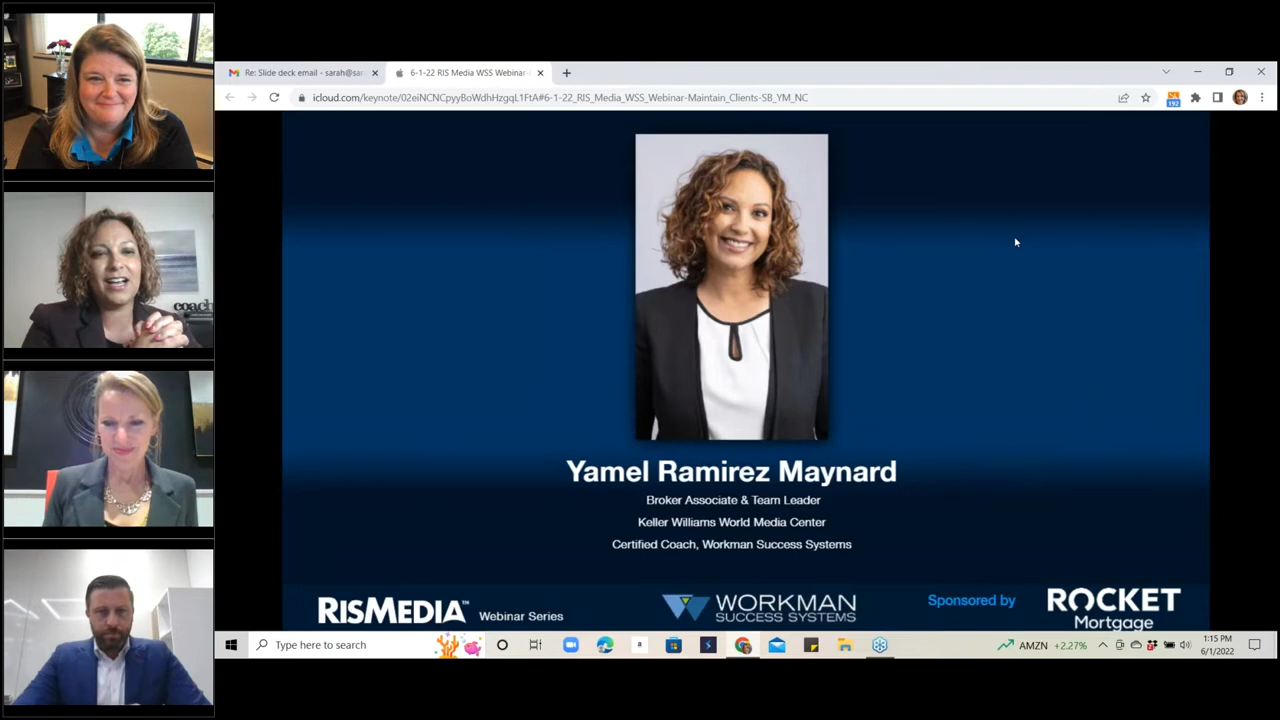 coach
Re: Slide deck email - sarah@sar
6-1-22 RIS Media WSS Webinar-
icloud.com/keynote/02eiNCNCpyyBoWdhHzgqL1FtA#6-1-22_RIS_Media_WSS_Webinar-Maintain_Clients-SB_YM_NC
192
Yamel Ramirez Maynard
Broker Associate & Team Leader
Keller Williams World Media Center
Certified Coach, Workman Success Systems
RISMEDIA™ Webinar Series
WORKMAN
SUCCESS SYSTEMS
Sponsored by
ROCKET
Mortgage
Type here to search
a
AMZN +2.27%
1:15 PM
6/1/2022